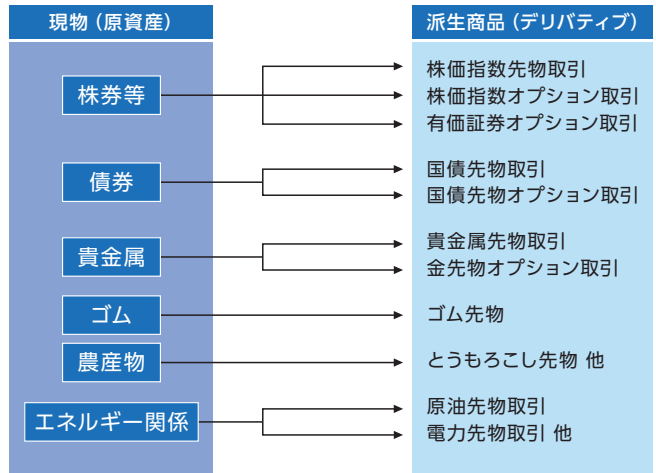 現物（原資産）
派生商品（デリバティブ）
株券等
株価指数先物取引
株価指数オプション取引
有価証券オプション取引
債券
国債先物取引
国債先物オプション取引
貴金属
貴金属先物取引
金先物オプション取引
ゴム
ゴム先物
農産物
とうもろこし先物 他
エネルギー関係
原油先物取引
電力先物取引 他